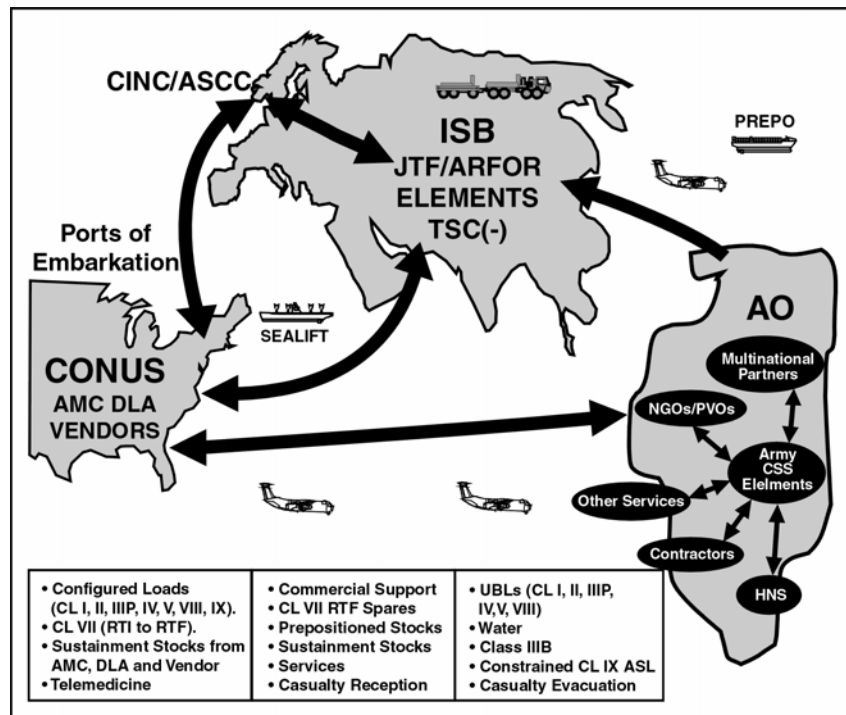 CINC/ASCC
ISB
JTF/ARFOR
ELEMENTS
TSC(-)
PREPO
Ports of
Embarkation
SEALIFT
CONUS
AMC DLA
VENDORS
AO
Multinational
Partners
NGOs/PVOs
Army
CSS
Elelments
Other Services
Contractors
HNS
• Configured Loads
(CL I, II, IIIP, IV, V, VIII, IX).
• CL VII (RTI to RTF).
• Sustainment Stocks from
AMC, DLA and Vendor
• Telemedicine
• Commercial Support
• CL VII RTF Spares
• Prepositioned Stocks
• Sustainment Stocks
• Services
• Casualty Reception
• UBLs (CL I, II, IIIP,
IV,V, VIII)
• Water
• Class IIIB
• Constrained CL IX ASL
• Casualty Evacuation